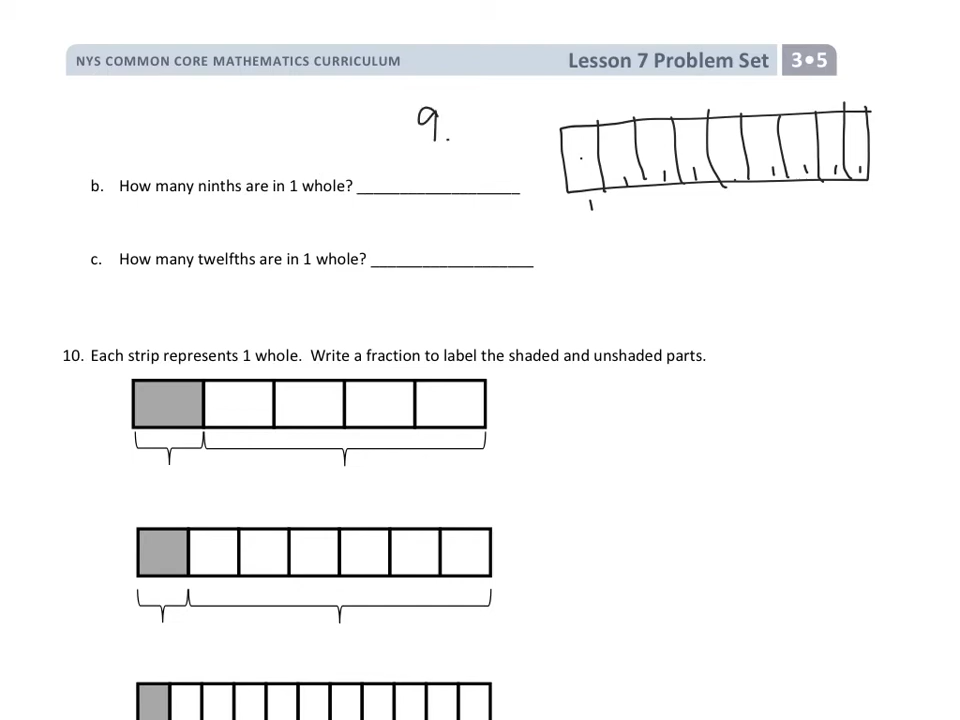 NYS COMMON CORE MATHEMATICS CURRICULUM Lesson 7 Problem Set 3•5
9.
b. How many ninths are in 1 whole? ___________________
c. How many twelfths are in 1 whole? ___________________
10. Each strip represents 1 whole. Write a fraction to label the shaded and unshaded parts.